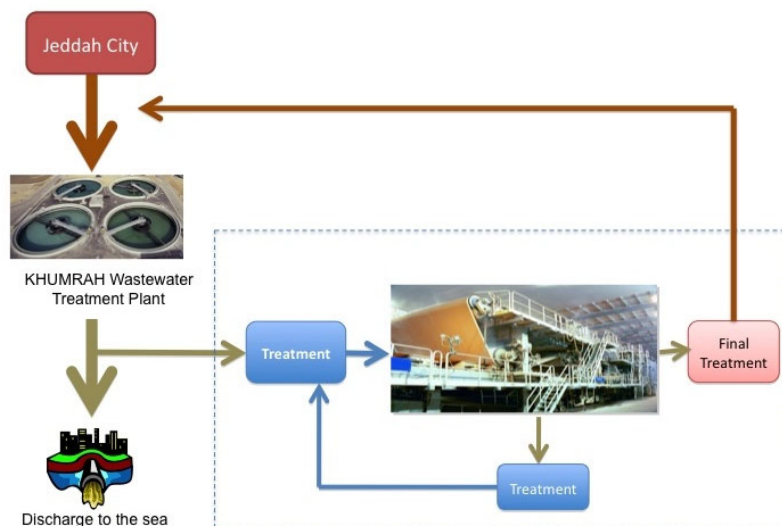 Jeddah City
KHUMRAH Wastewater
Treatment Plant
Treatment
Final
Treatment
Treatment
Discharge to the sea